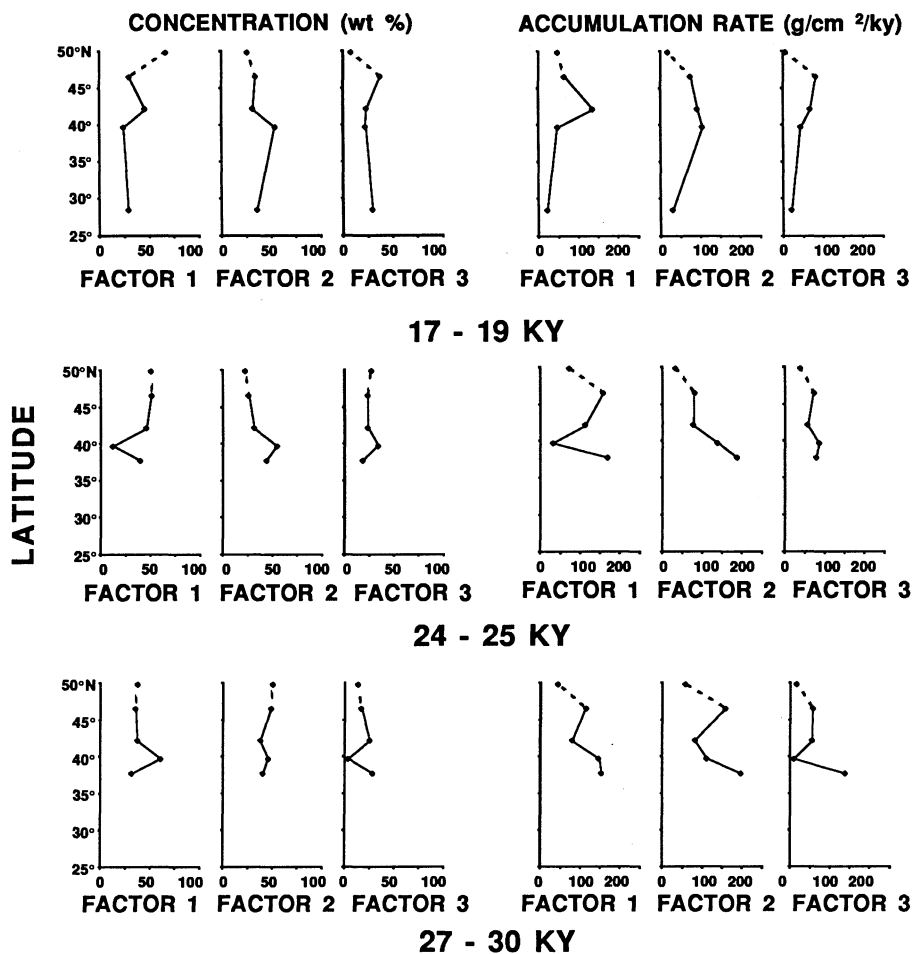 CONCENTRATION (wt %)
ACCUMULATION RATE (g/cm ²/ky)
50°N
45°
40°
35°
30°
25°
0 50 100
0 50 100
0 50 100
0 100 200
0 100 200
0 100 200
FACTOR 1
FACTOR 2
FACTOR 3
FACTOR 1
FACTOR 2
FACTOR 3
17 - 19 KY
LATITUDE
50°N
45°
40°
35°
30°
25°
0 50 100
0 50 100
0 50 100
0 100 200
0 100 200
0 100 200
FACTOR 1
FACTOR 2
FACTOR 3
FACTOR 1
FACTOR 2
FACTOR 3
24 - 25 KY
50°N
45°
40°
35°
30°
25°
0 50 100
0 50 100
0 50 100
0 100 200
0 100 200
0 100 200
FACTOR 1
FACTOR 2
FACTOR 3
FACTOR 1
FACTOR 2
FACTOR 3
27 - 30 KY